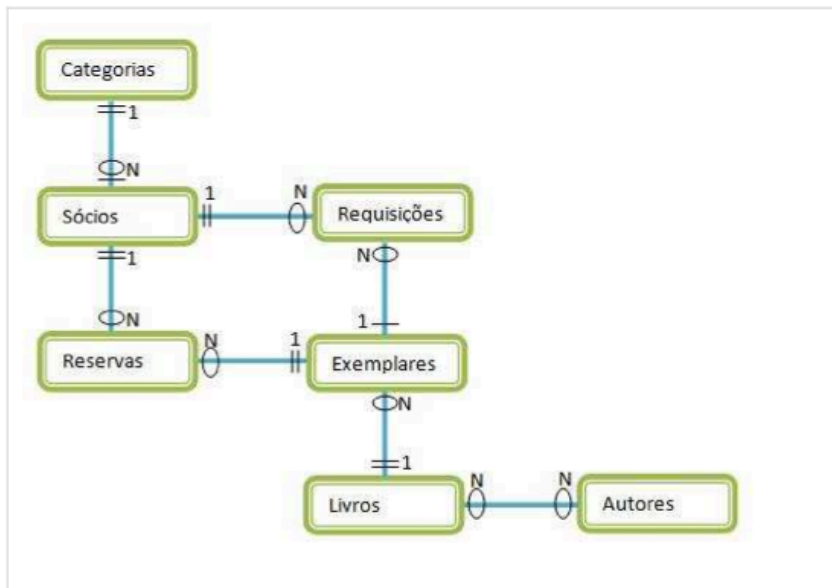 Categorias
1
N
Sócios
1
N
Requisições
1
N
N
1
Reservas
N
1
Exemplares
N
1
Livros
N
N
Autores